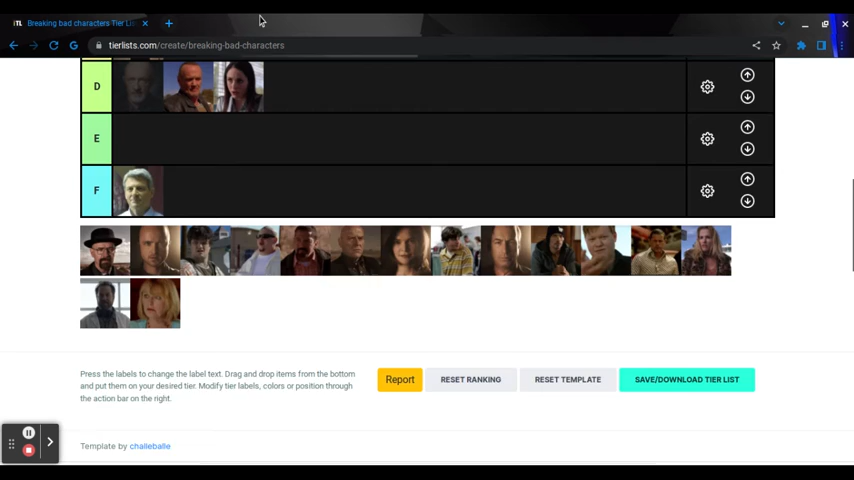 iTL Breaking bad characters Tier Lis
tierlists.com/create/breaking-bad-characters
D
E
F
Press the labels to change the label text. Drag and drop items from the bottom
and put them on your desired tier. Modify tier labels, colors or position through
the action bar on the right.
Report
RESET RANKING
RESET TEMPLATE
SAVE/DOWNLOAD TIER LIST
Template by challeballe